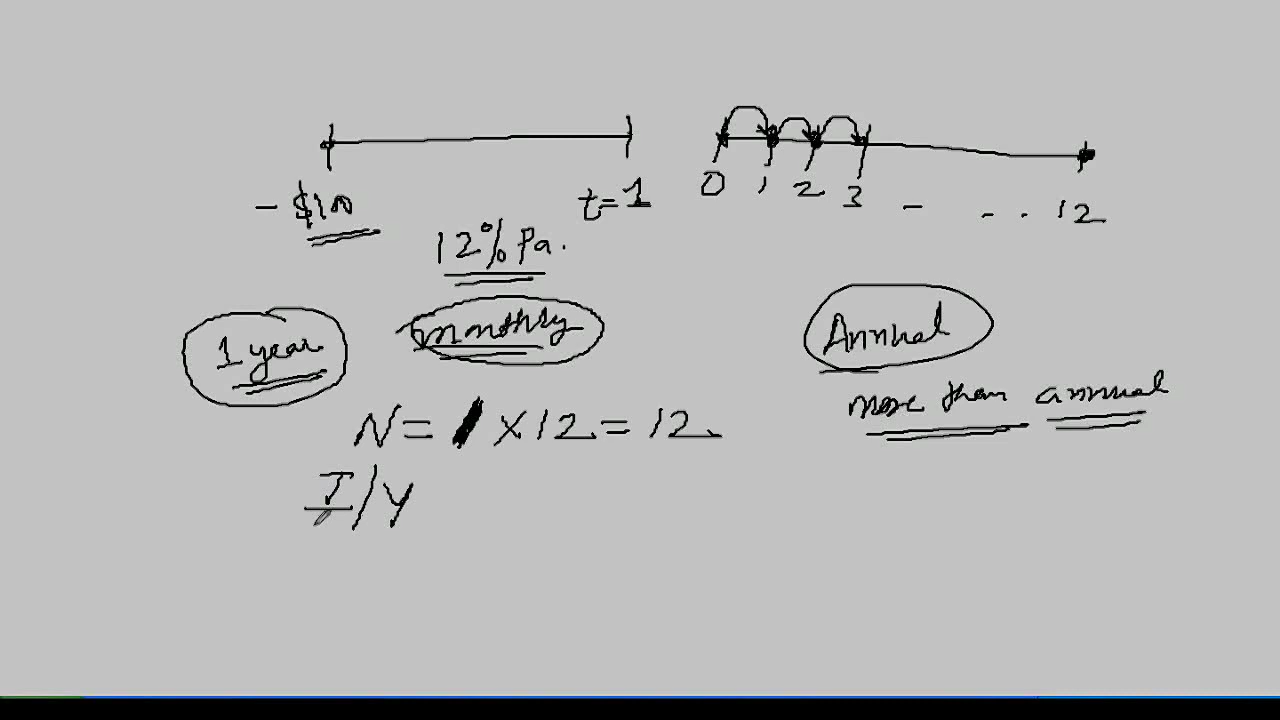 - $100 t=1
0 1 2 3 - - . . 12
12% Pa.
1 year monthly Annual
more than annual
N = 1 × 12 = 12
I/Y